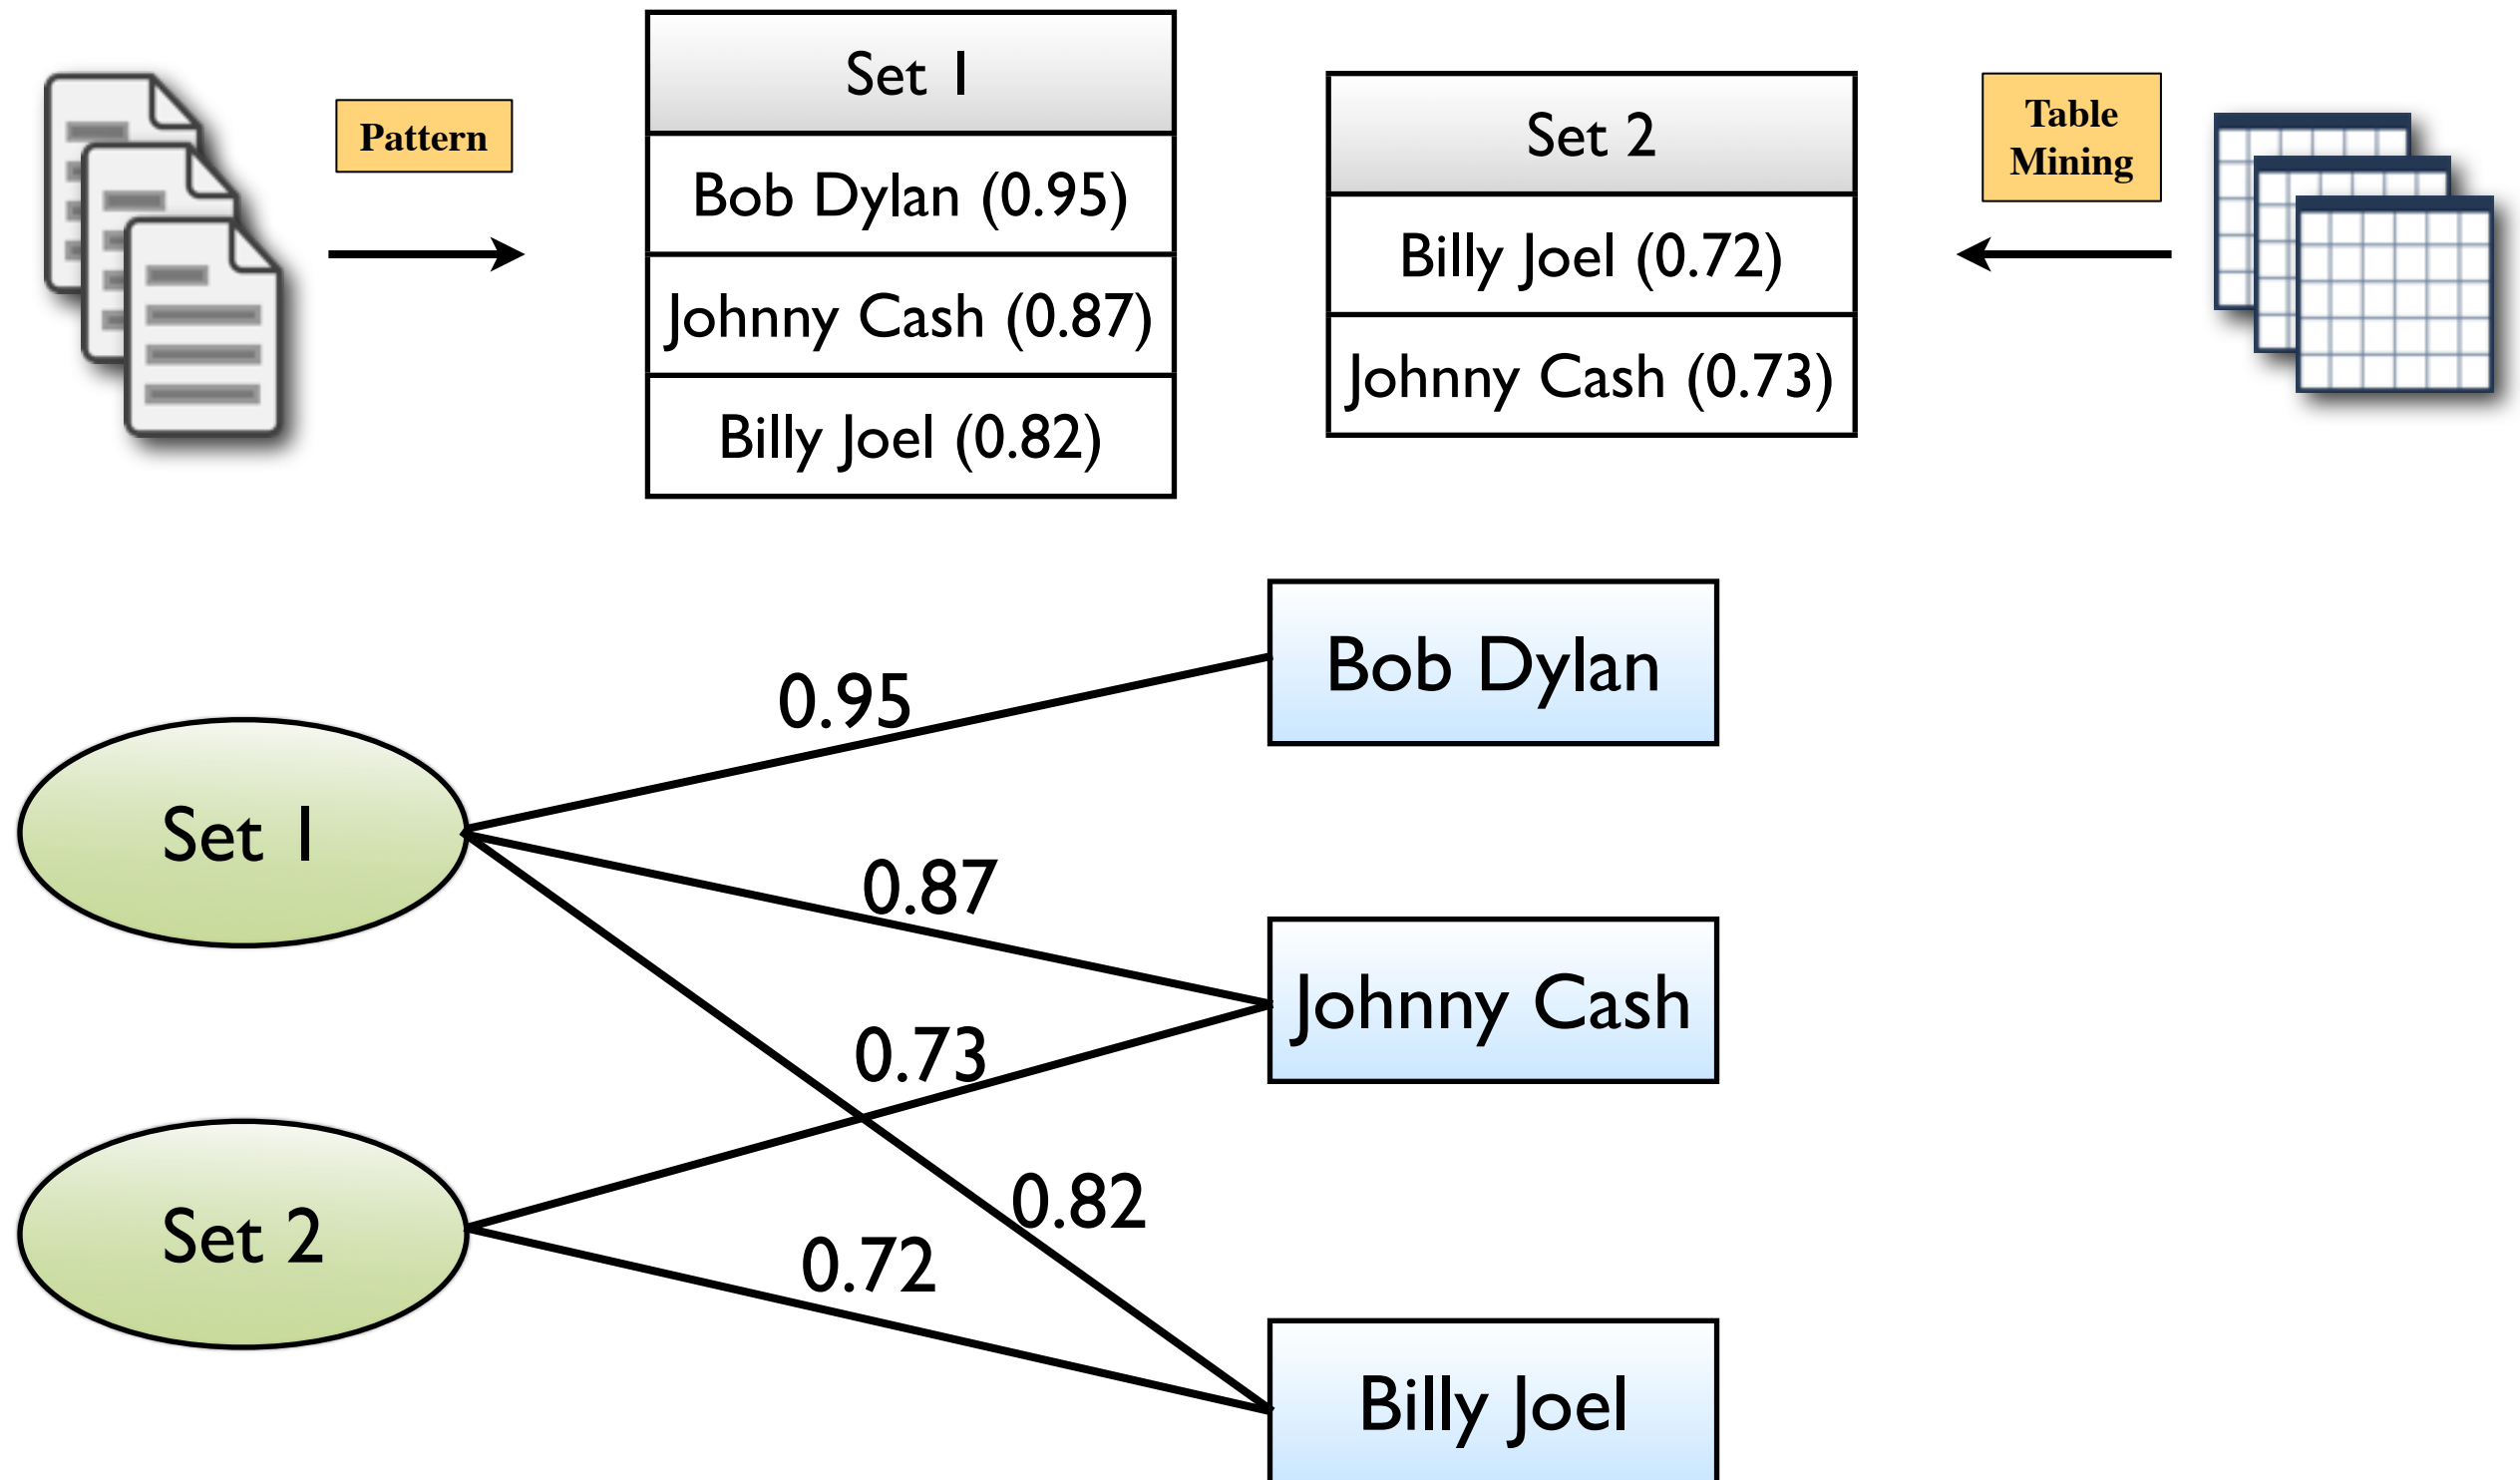 Pattern
Set 1
Bob Dylan (0.95)
Johnny Cash (0.87)
Billy Joel (0.82)
Set 2
Billy Joel (0.72)
Johnny Cash (0.73)
Table
Mining
Set 1
Set 2
0.95
0.87
0.73
0.82
0.72
Bob Dylan
Johnny Cash
Billy Joel